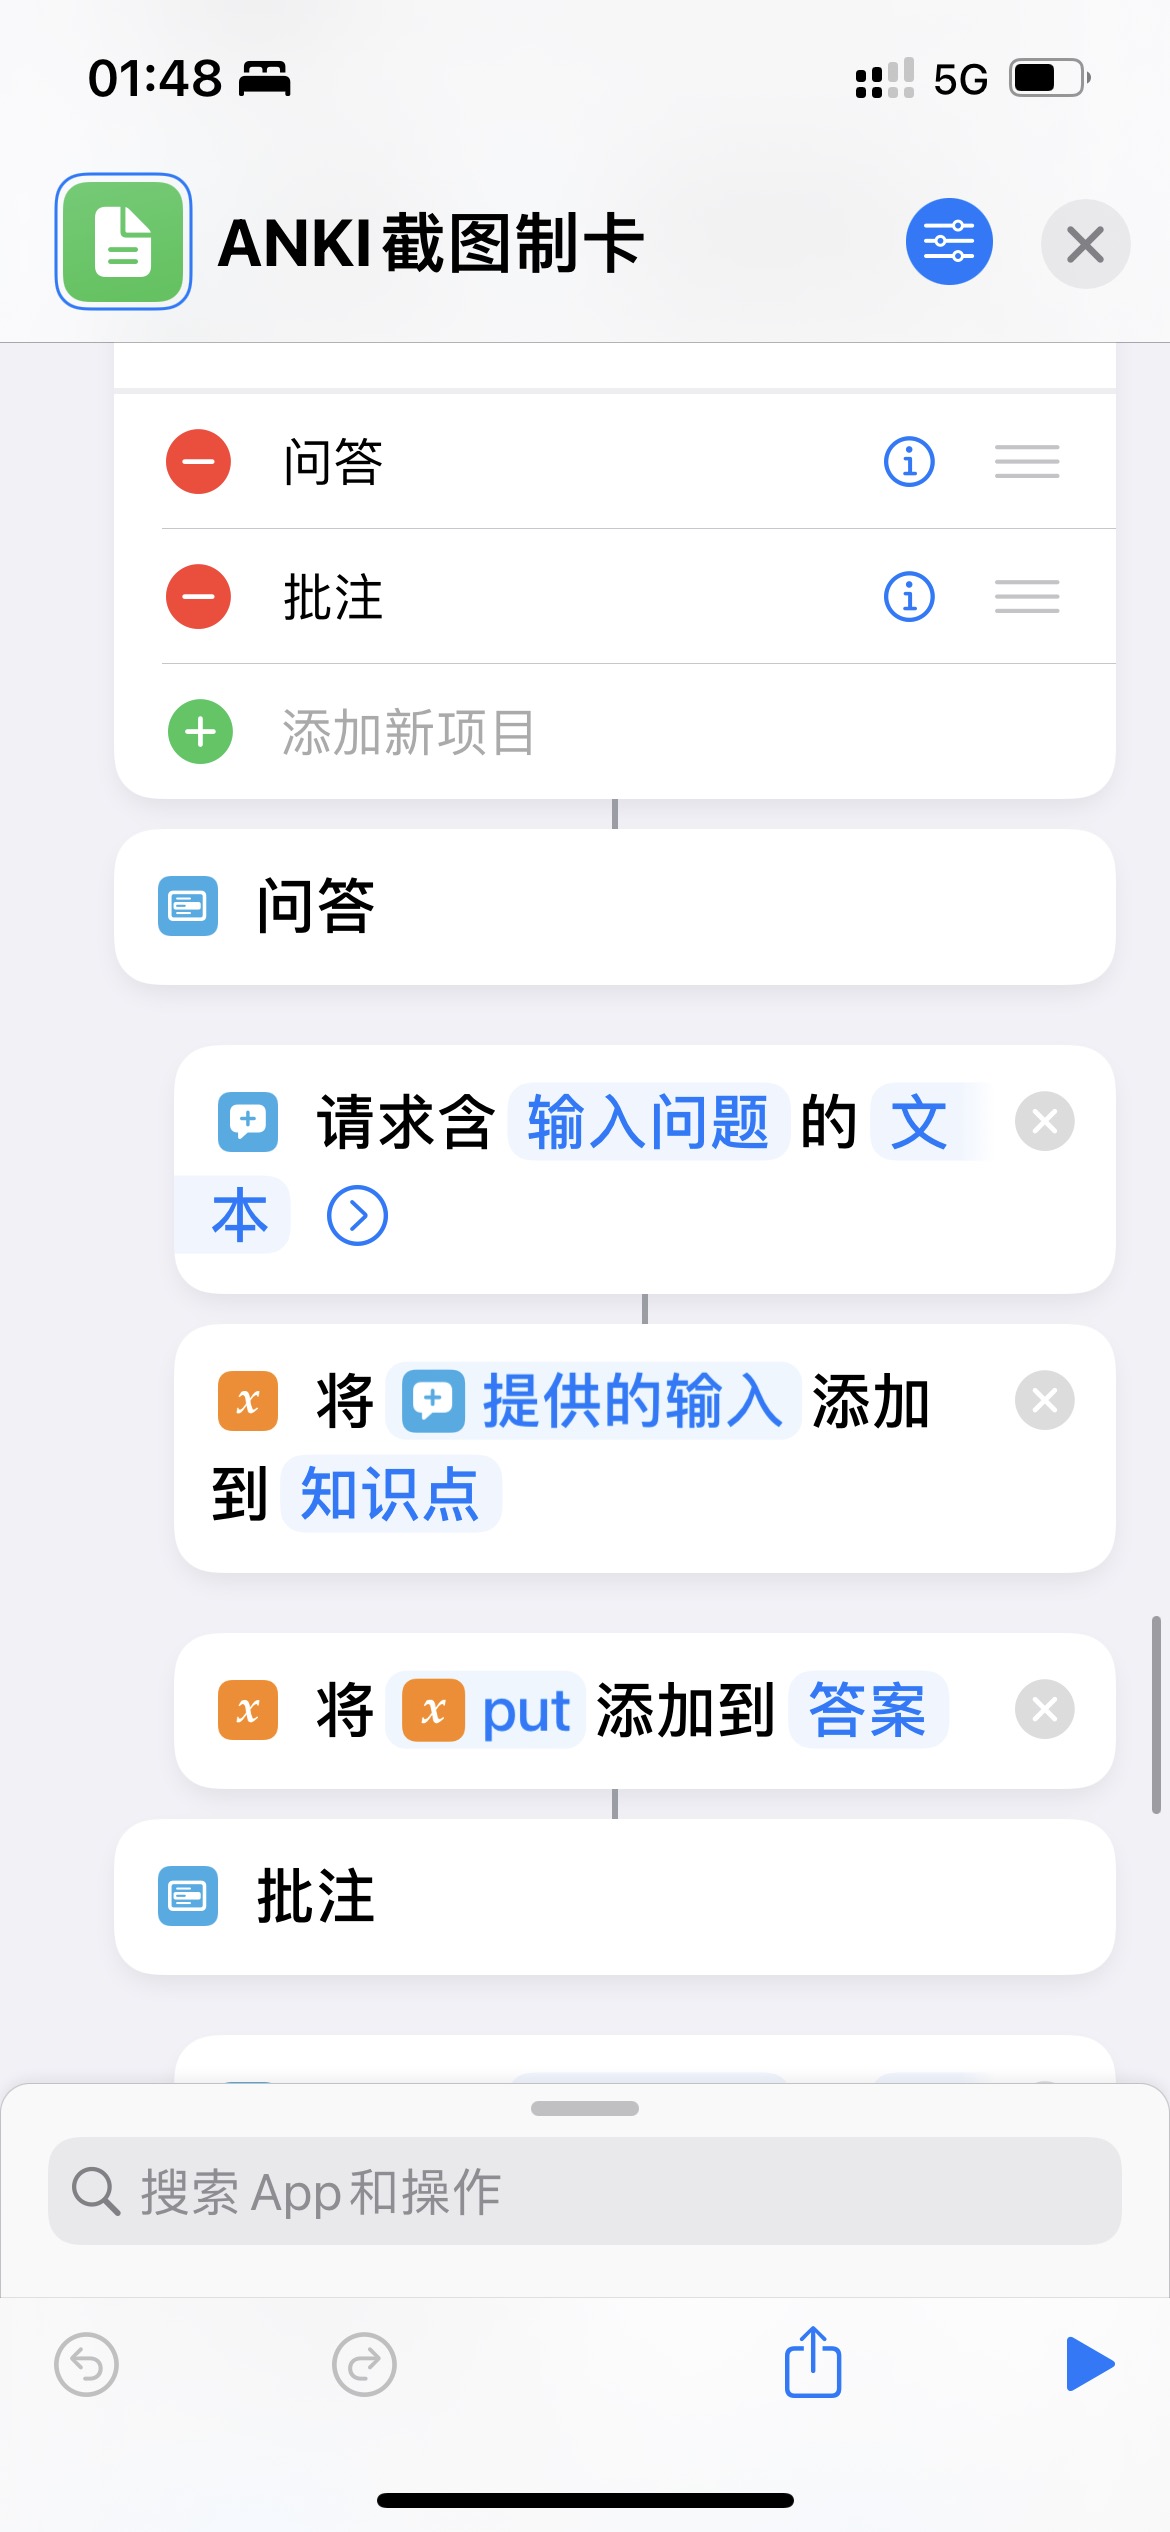 01:48
5G
ANKI截图制卡
问答
批注
添加新项目
问答
请求含 输入问题 的 文
本
将 提供的输入 添加
到 知识点
将 put 添加到 答案
批注
搜索 App 和操作